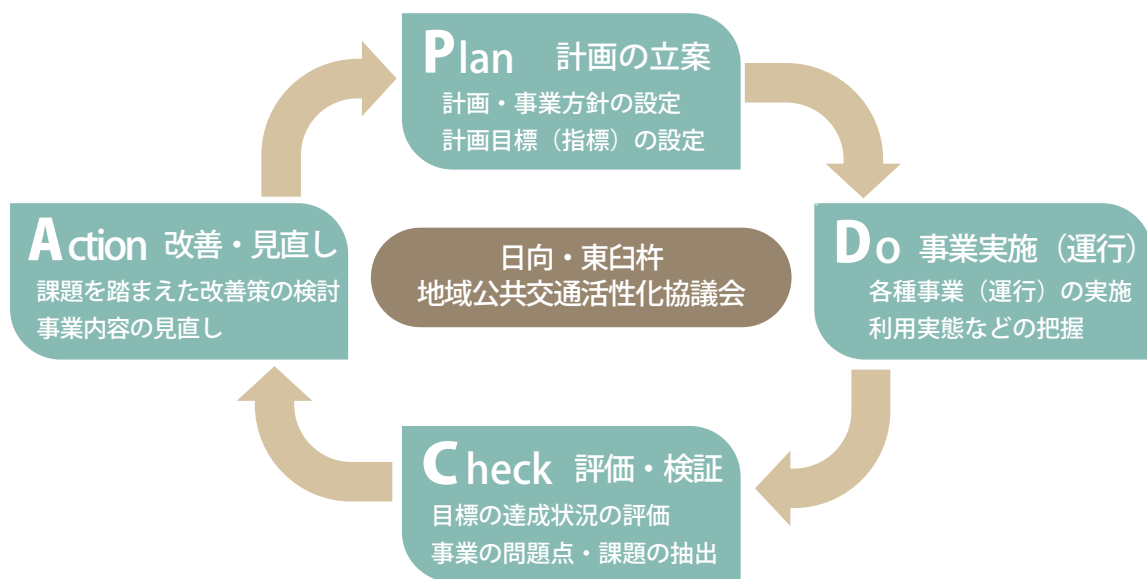 Plan 計画の立案
計画・事業方針の設定
計画目標（指標）の設定
Action 改善・見直し
課題を踏まえた改善策の検討
事業内容の見直し
日向・東臼杵
地域公共交通活性化協議会
Do 事業実施（運行）
各種事業（運行）の実施
利用実態などの把握
Check 評価・検証
目標の達成状況の評価
事業の問題点・課題の抽出